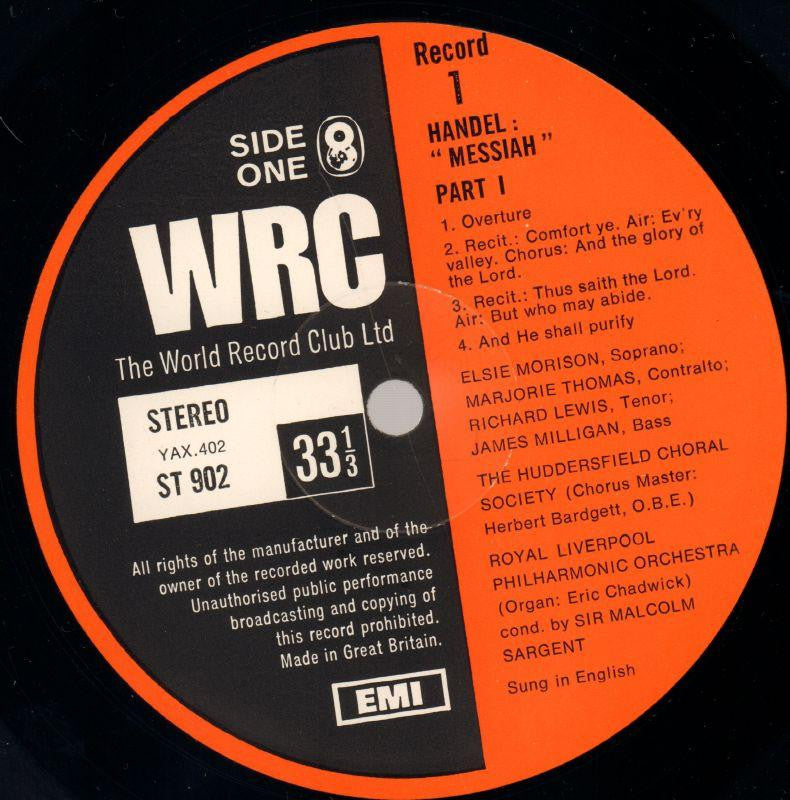 SIDE
ONE
WRC
The World Record Club Ltd
STEREO
YAX.402
ST 902
33 1/3
All rights of the manufacturer and of the
owner of the recorded work reserved.
Unauthorised public performance
broadcasting and copying of
this record prohibited.
Made in Great Britain.
EMI
Record
1
HANDEL :
" MESSIAH "
PART I
1. Overture
2. Recit.: Comfort ye. Air: Ev'ry
valley. Chorus: And the glory of
the Lord.
3. Recit.: Thus saith the Lord.
Air: But who may abide.
4. And He shall purify
ELSIE MORISON, Soprano;
MARJORIE THOMAS, Contralto;
RICHARD LEWIS, Tenor;
JAMES MILLIGAN, Bass
THE HUDDERSFIELD CHORAL
SOCIETY (Chorus Master:
Herbert Bardgett, O.B.E.)
ROYAL LIVERPOOL
PHILHARMONIC ORCHESTRA
(Organ: Eric Chadwick)
cond. by SIR MALCOLM
SARGENT
Sung in English